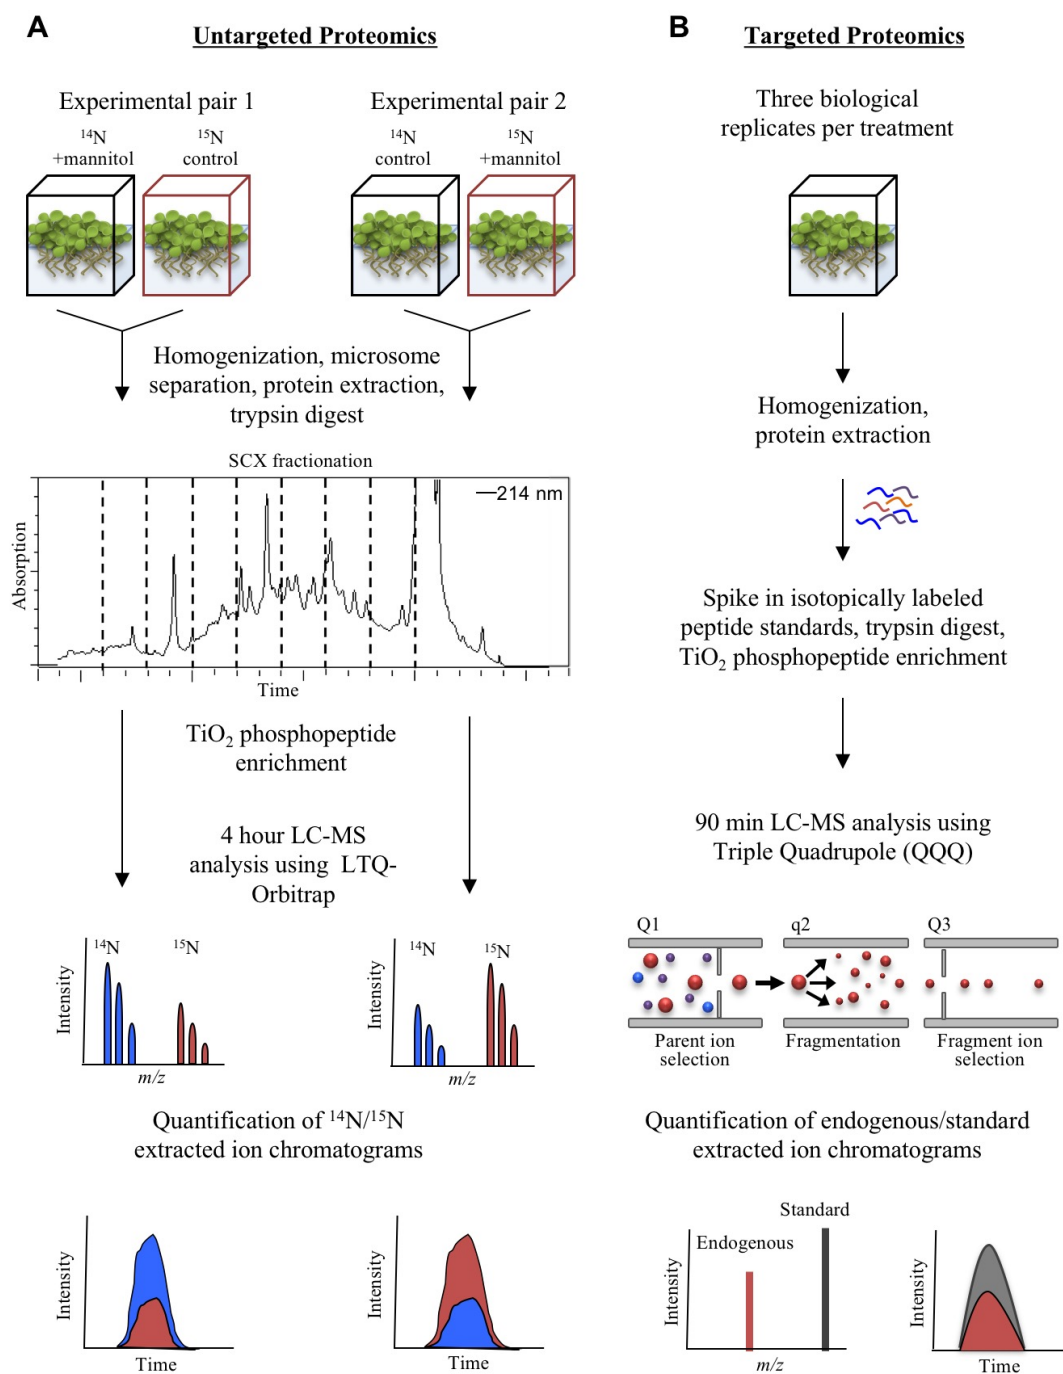 A
Untargeted Proteomics
Experimental pair 1
Experimental pair 2
¹⁴N
+mannitol
¹⁵N
control
¹⁴N
control
¹⁵N
+mannitol
Homogenization, microsome
separation, protein extraction,
trypsin digest
SCX fractionation
214 nm
Absorption
Time
TiO₂ phosphopeptide
enrichment
4 hour LC-MS
analysis using LTQ-
Orbitrap
¹⁴N
¹⁵N
Intensity
m/z
¹⁴N
¹⁵N
Intensity
m/z
Quantification of ¹⁴N/¹⁵N
extracted ion chromatograms
Intensity
Time
Intensity
Time
B
Targeted Proteomics
Three biological
replicates per treatment
Homogenization,
protein extraction
Spike in isotopically labeled
peptide standards, trypsin digest,
TiO₂ phosphopeptide enrichment
90 min LC-MS analysis using
Triple Quadrupole (QQQ)
Q1
q2
Q3
Parent ion
selection
Fragmentation
Fragment ion
selection
Quantification of endogenous/standard
extracted ion chromatograms
Standard
Endogenous
Intensity
m/z
Intensity
Time